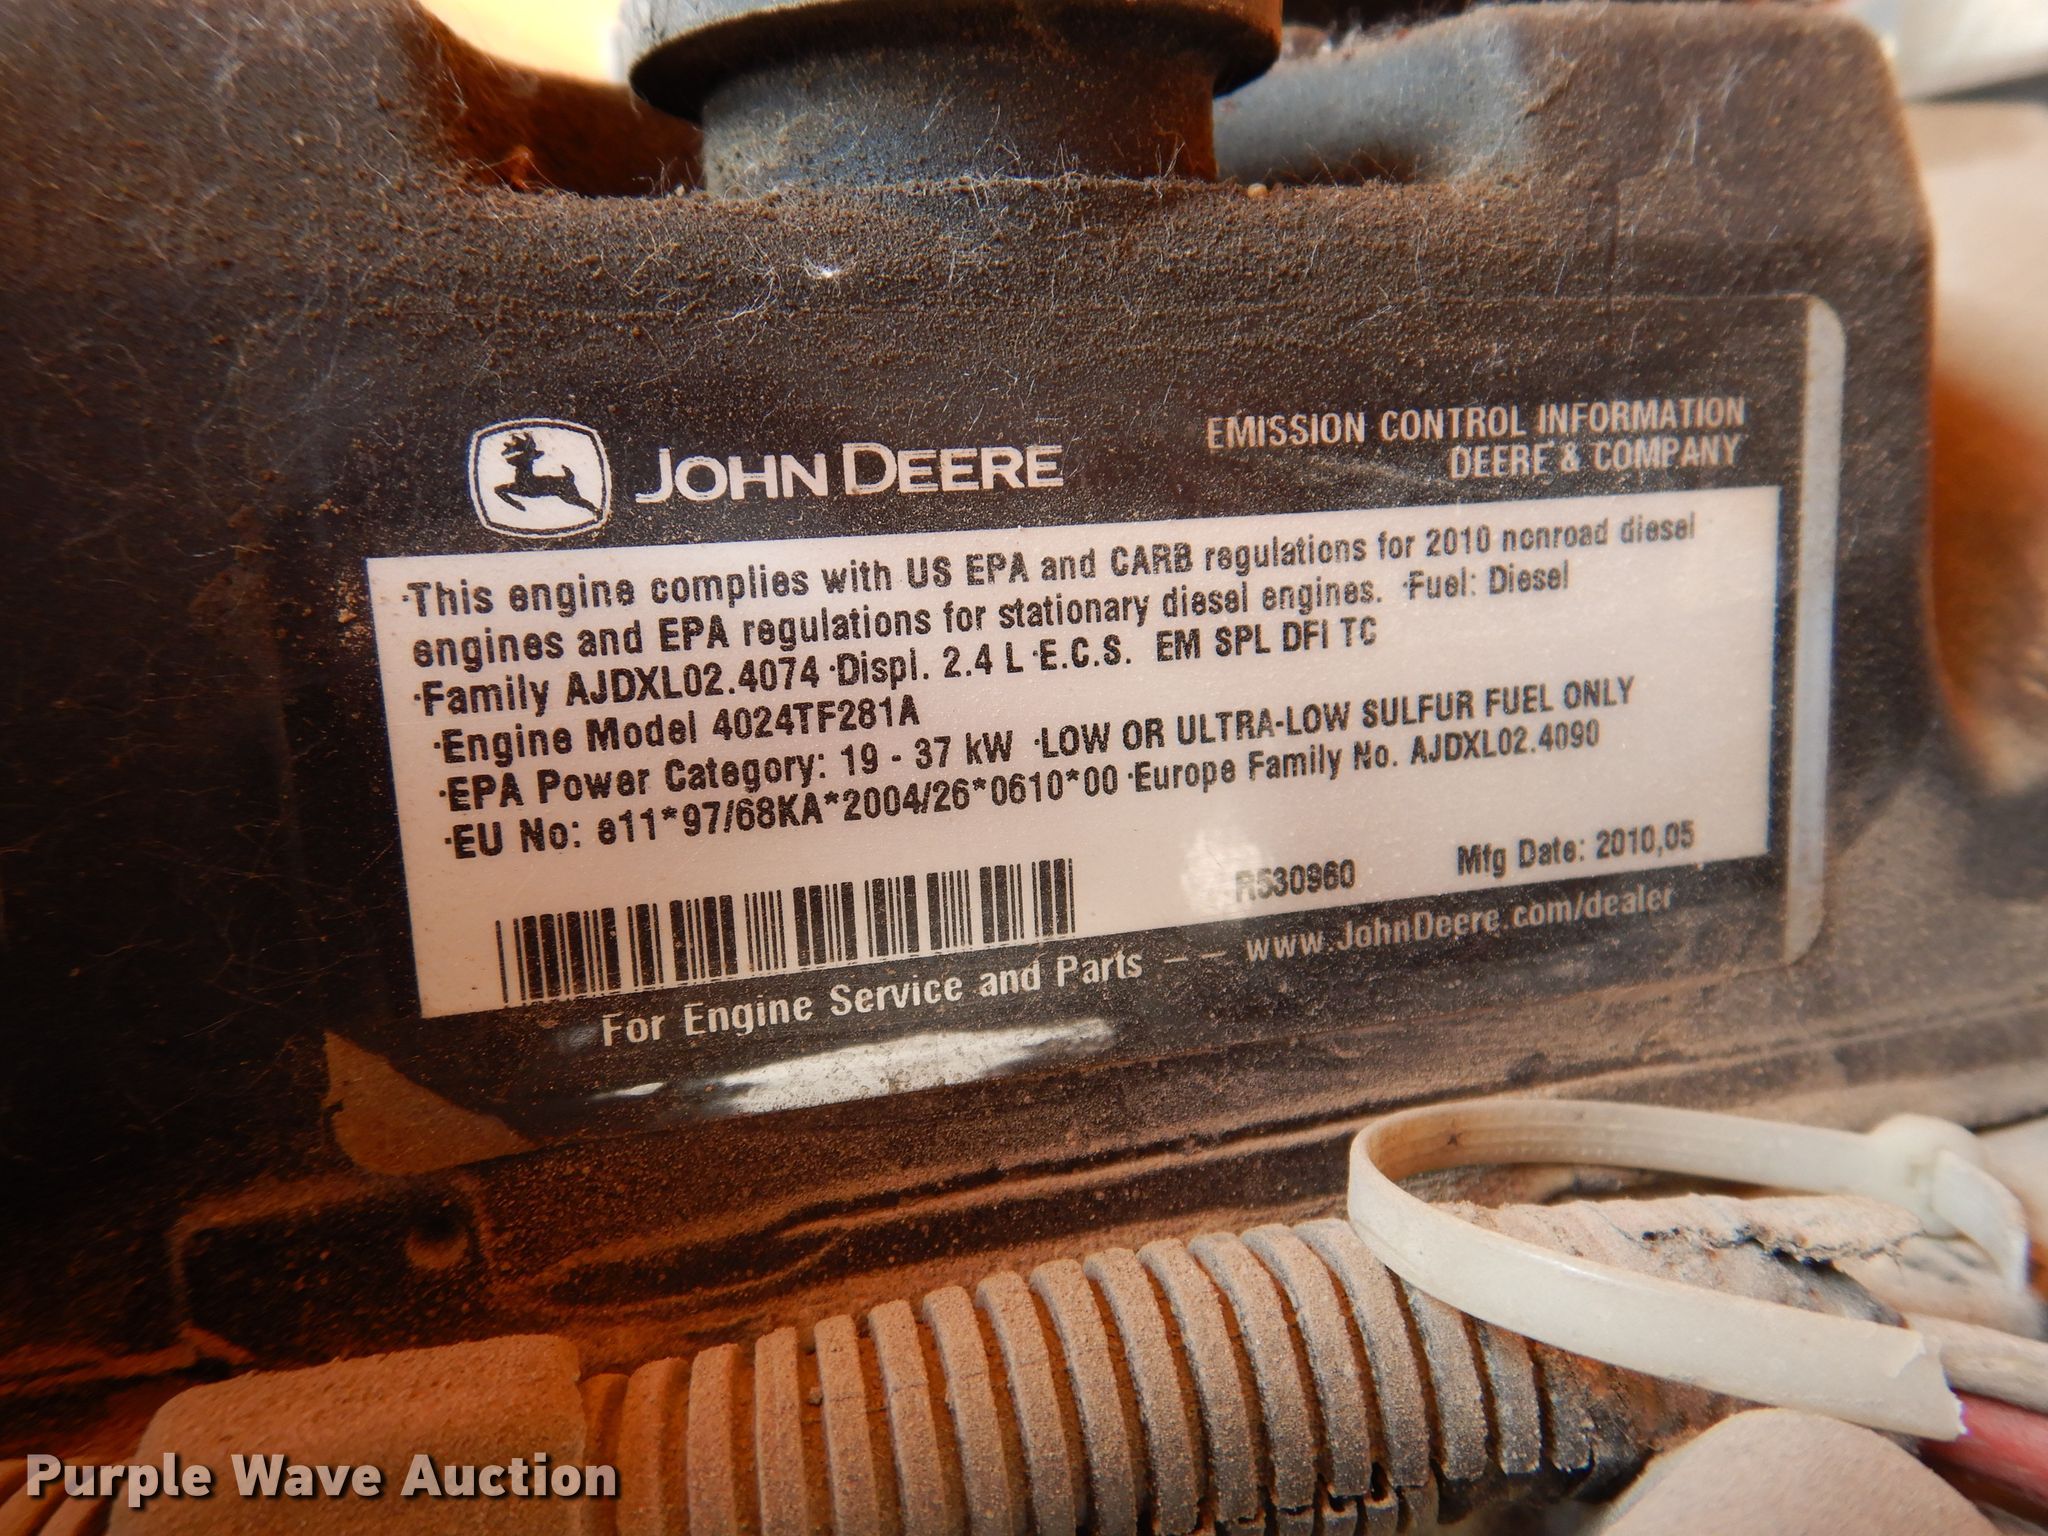 JOHN DEERE
EMISSION CONTROL INFORMATION
DEERE & COMPANY
·This engine complies with US EPA and CARB regulations for 2010 nonroad diesel
engines and EPA regulations for stationary diesel engines. ·Fuel: Diesel
·Family AJDXL02.4074 ·Displ. 2.4 L ·E.C.S. EM SPL DFI TC
·Engine Model 4024TF281A
·EPA Power Category: 19 - 37 kW ·LOW OR ULTRA-LOW SULFUR FUEL ONLY
·EU No: e11*97/68KA*2004/26*0610*00 ·Europe Family No. AJDXL02.4090
R530960 Mfg Date: 2010,05
For Engine Service and Parts -- www.JohnDeere.com/dealer
Purple Wave Auction